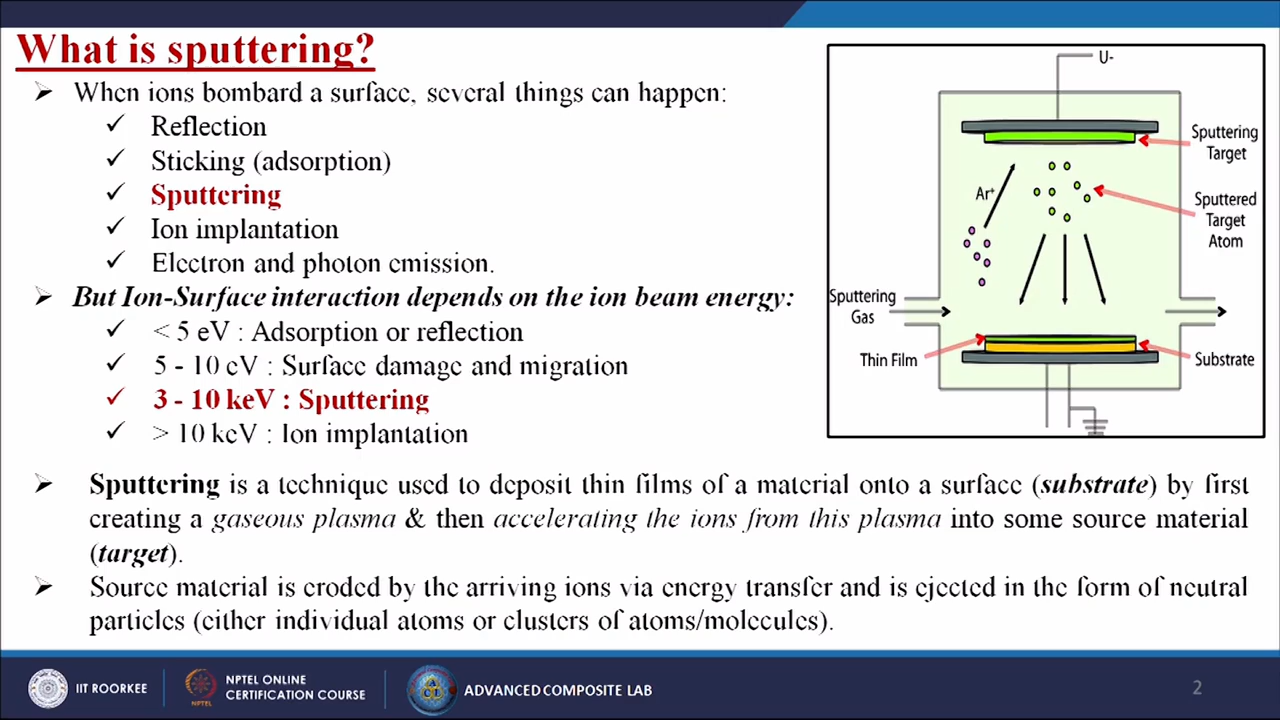 What is sputtering?
➢ When ions bombard a surface, several things can happen:
✓ Reflection
✓ Sticking (adsorption)
✓ Sputtering
✓ Ion implantation
✓ Electron and photon emission.
➢ But Ion-Surface interaction depends on the ion beam energy:
✓ < 5 eV : Adsorption or reflection
✓ 5 - 10 eV : Surface damage and migration
✓ 3 - 10 keV : Sputtering
✓ > 10 keV : Ion implantation
U-
Sputtering
Target
Ar⁺
Sputtered
Target
Atom
Sputtering
Gas
Thin Film
Substrate
➢ Sputtering is a technique used to deposit thin films of a material onto a surface (substrate) by first
creating a gaseous plasma & then accelerating the ions from this plasma into some source material
(target).
➢ Source material is eroded by the arriving ions via energy transfer and is ejected in the form of neutral
particles (either individual atoms or clusters of atoms/molecules).
IIT ROORKEE
NPTEL
NPTEL ONLINE
CERTIFICATION COURSE
ACL
ADVANCED COMPOSITE LAB
2